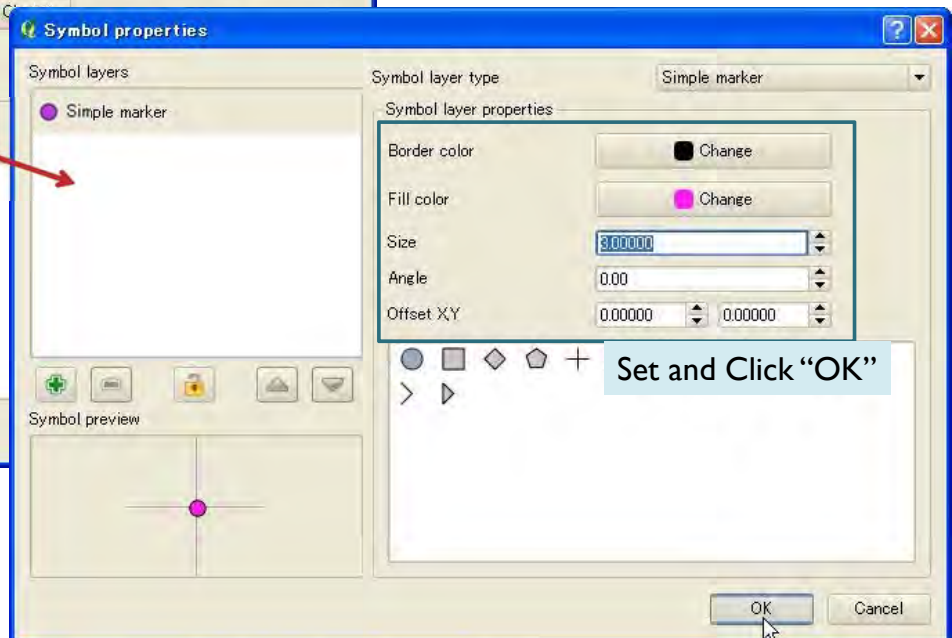 Symbol properties
Symbol layers
Simple marker
Symbol layer type
Simple marker
Symbol layer properties
Border color
Change
Fill color
Change
Size
3.00000
Angle
0.00
Offset X,Y
0.00000
0.00000
Set and Click “OK”
Symbol preview
OK
Cancel